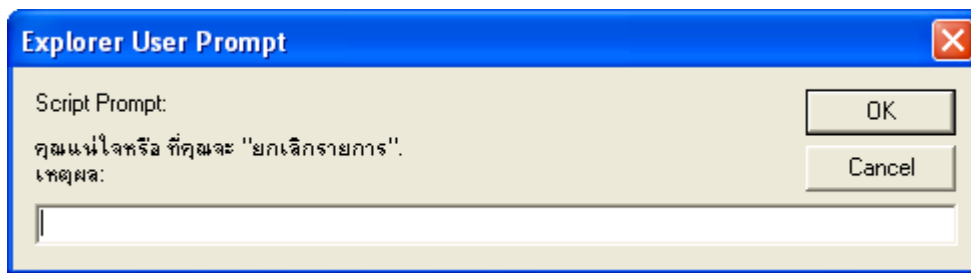 Explorer User Prompt
Script Prompt:
OK
คุณแน่ใจหรือ ที่คุณจะ "ยกเลิกรายการ".
เหตุผล:
Cancel